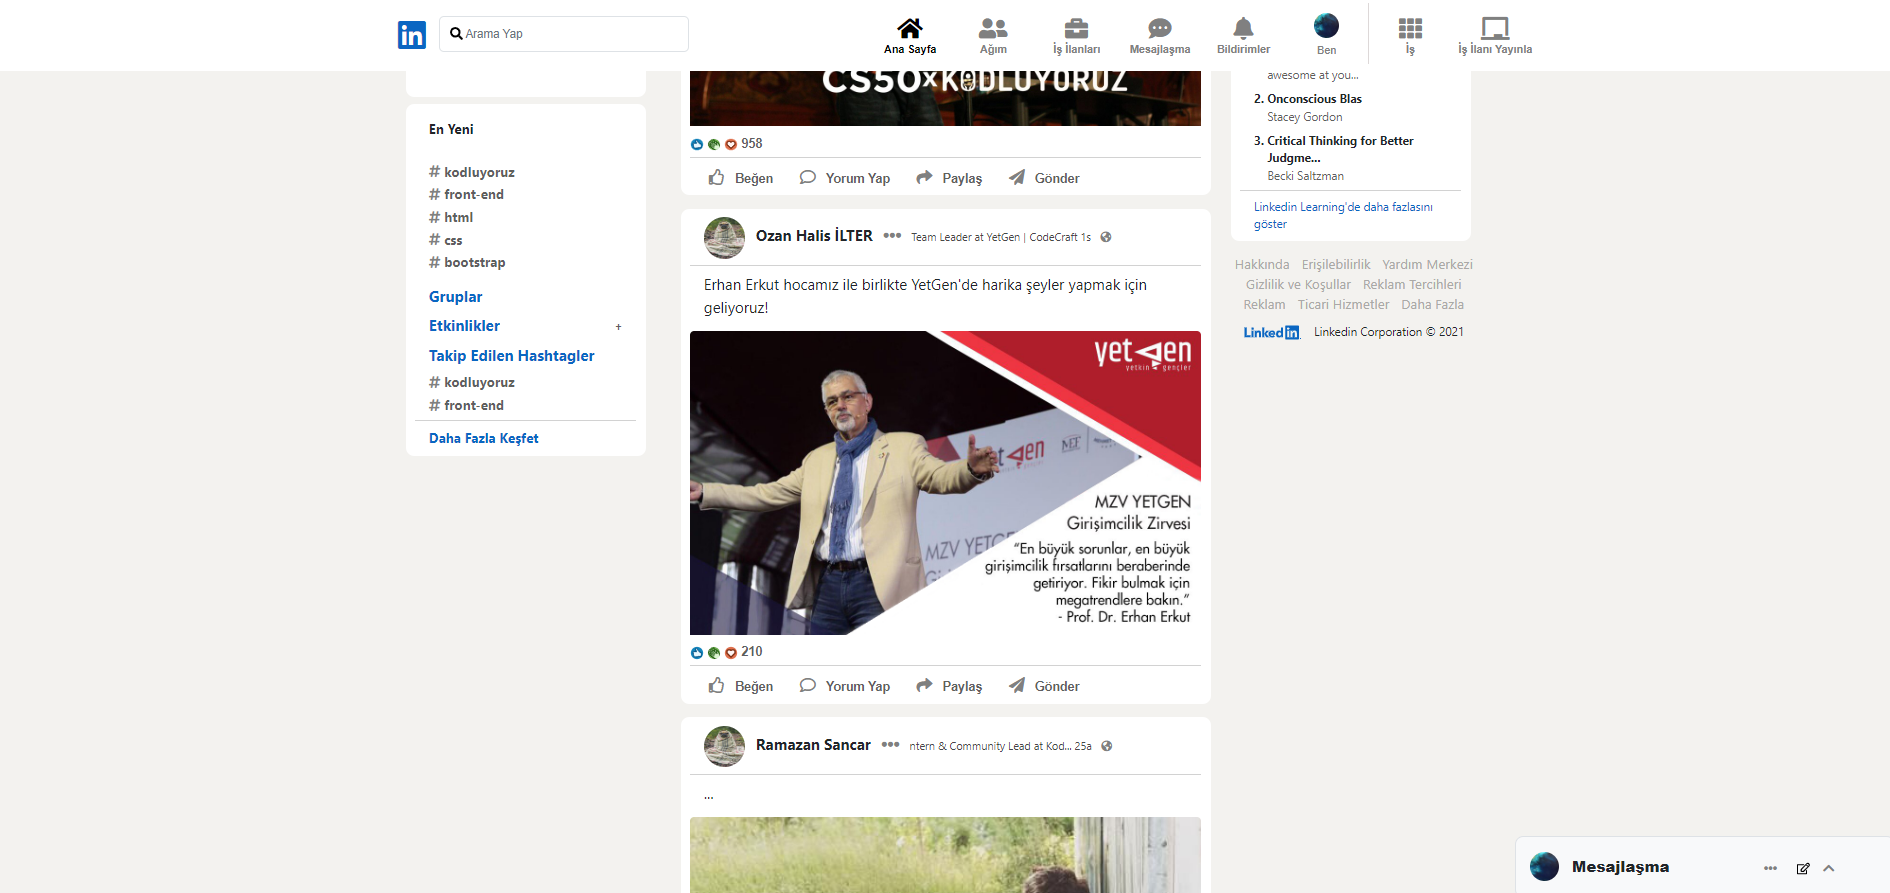 in
Arama Yap
Ana Sayfa
Ağım
İş İlanları
Mesajlaşma
Bildirimler
Ben
İş
İş İlanı Yayınla
En Yeni
# kodluyoruz
# front-end
# html
# css
# bootstrap
Gruplar
Etkinlikler +
Takip Edilen Hashtagler
# kodluyoruz
# front-end
Daha Fazla Keşfet
CS50xKODLUYORUZ
958
Beğen Yorum Yap Paylaş Gönder
Ozan Halis İLTER ••• Team Leader at YetGen | CodeCraft 1s
Erhan Erkut hocamız ile birlikte YetGen'de harika şeyler yapmak için
geliyoruz!
yetgen
yetkin gençler
yetgen
MZV YETGEN
MZV YETGEN
Girişimcilik Zirvesi
“En büyük sorunlar, en büyük
girişimcilik fırsatlarını beraberinde
getiriyor. Fikir bulmak için
megatrendlere bakın.”
- Prof. Dr. Erhan Erkut
210
Beğen Yorum Yap Paylaş Gönder
Ramazan Sancar ••• ntern & Community Lead at Kod... 25a
...
awesome at you...
2. Onconscious Blas
Stacey Gordon
3. Critical Thinking for Better
Judgme...
Becki Saltzman
Linkedin Learning'de daha fazlasını
göster
Hakkında Erişilebilirlik Yardım Merkezi
Gizlilik ve Koşullar Reklam Tercihleri
Reklam Ticari Hizmetler Daha Fazla
Linkedin Linkedin Corporation © 2021
Mesajlaşma •••